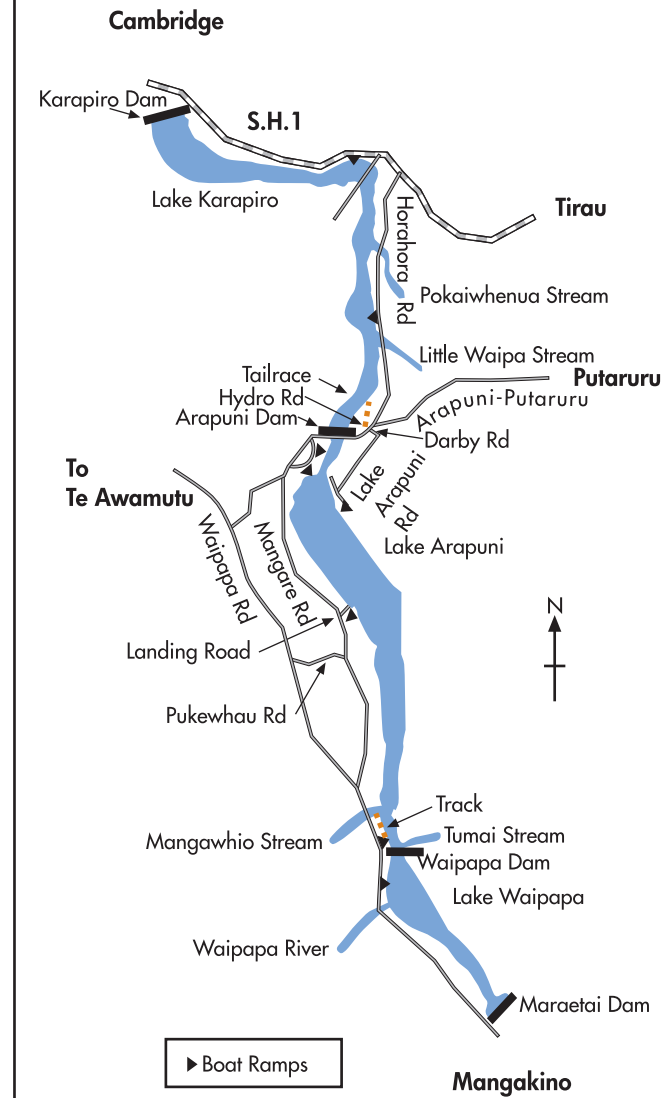 Cambridge
Karapiro Dam
S.H.1
Lake Karapiro
Tirau
Horahora Rd
Pokaiwhenua Stream
Little Waipa Stream
Tailrace
Putaruru
Hydro Rd
Arapuni-Putaruru
Arapuni Dam
Darby Rd
To
Te Awamutu
Lake
Arapuni
Rd
Waipapa Rd
Mangare Rd
Lake Arapuni
N
Landing Road
Pukewhau Rd
Track
Mangawhio Stream
Tumai Stream
Waipapa Dam
Lake Waipapa
Waipapa River
Maraetai Dam
Boat Ramps
Mangakino